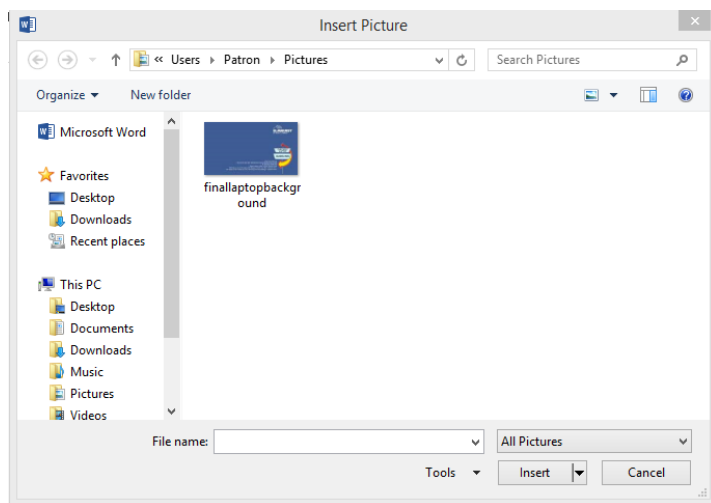 Insert Picture
« Users Patron Pictures
Search Pictures
Organize
New folder
Microsoft Word
Favorites
Desktop
Downloads
Recent places
This PC
Desktop
Documents
Downloads
Music
Pictures
Videos
finallaptopbackgr
ound
File name:
All Pictures
Tools
Insert
Cancel